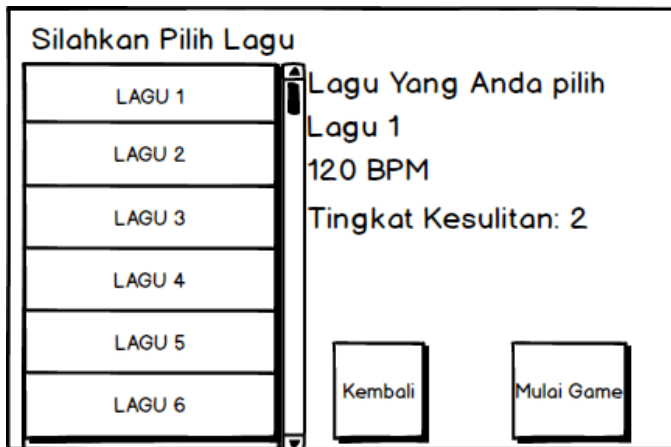 Silahkan Pilih Lagu
LAGU 1
LAGU 2
LAGU 3
LAGU 4
LAGU 5
LAGU 6
Lagu Yang Anda pilih
Lagu 1
120 BPM
Tingkat Kesulitan: 2
Kembali
Mulai Game